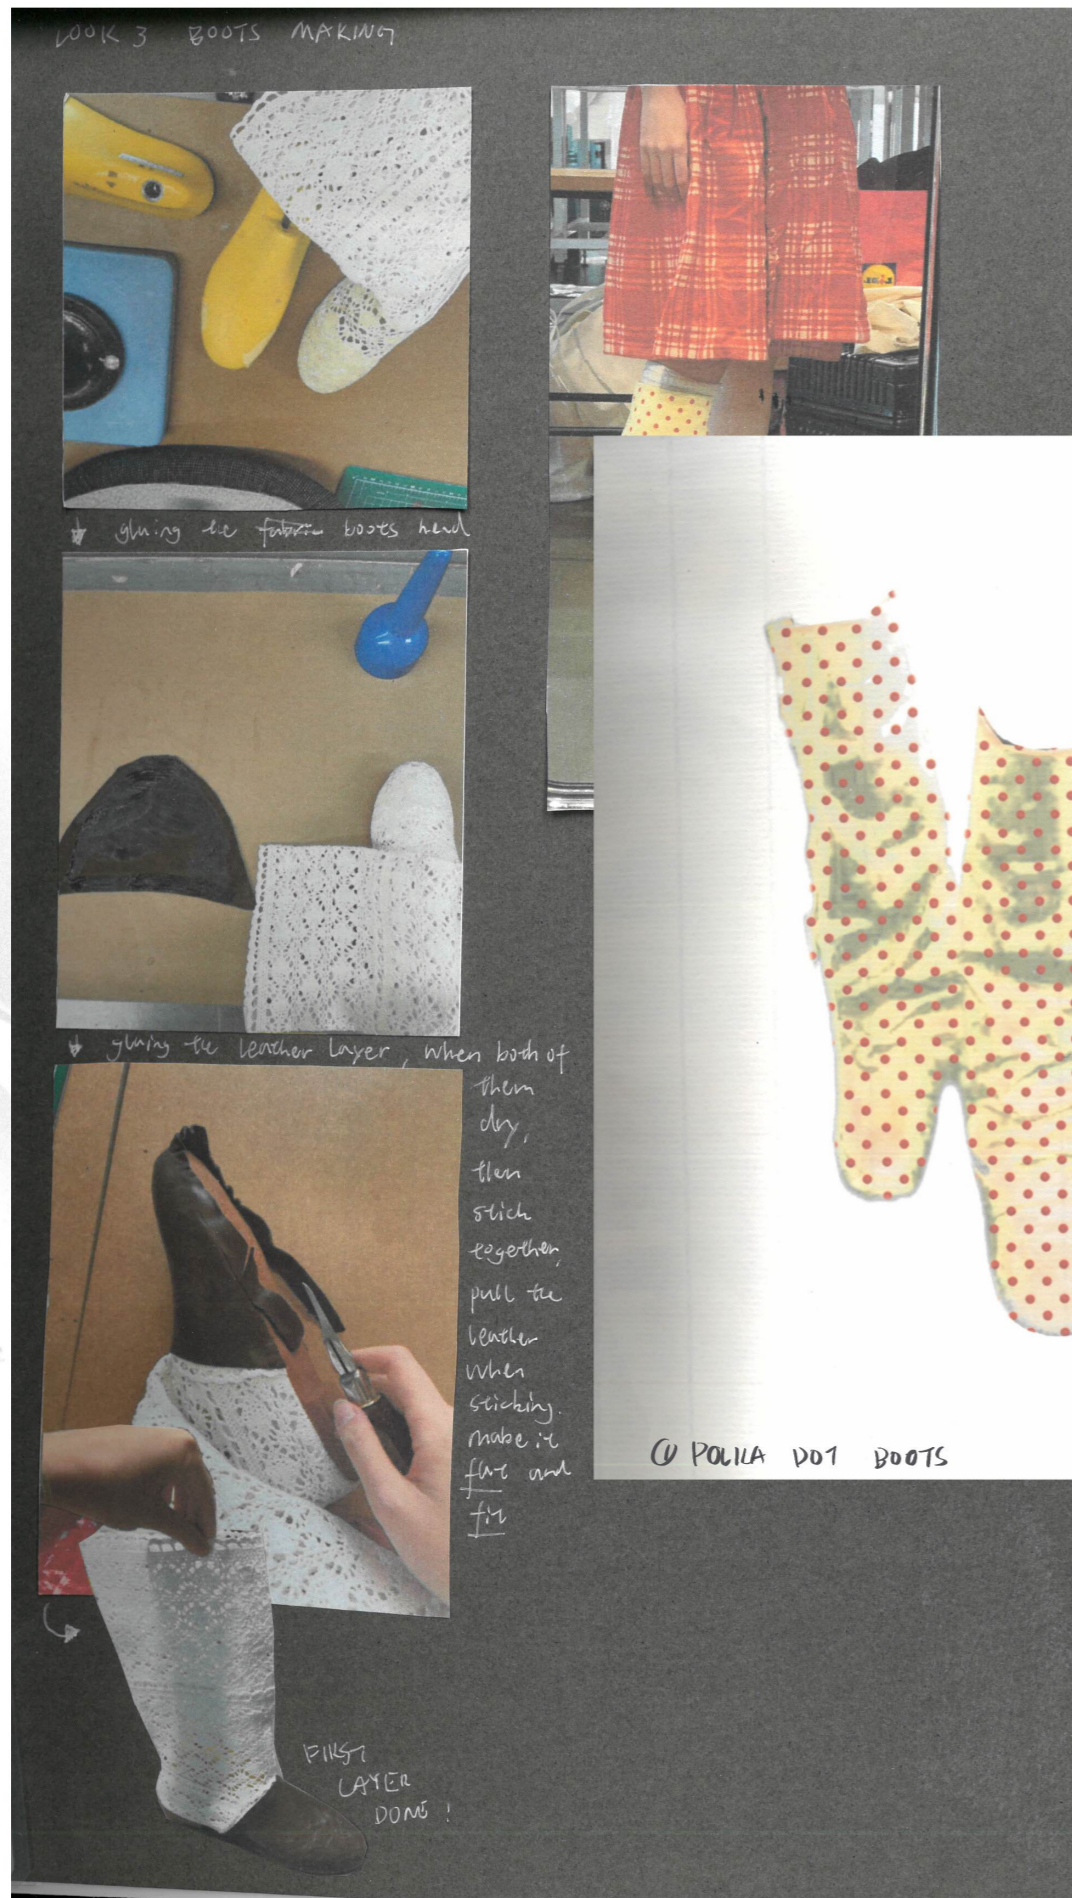 LOOK 3 BOOTS MAKING
gluing the fabric boots head
gluing the leather layer, when both of
them
dry,
then
stick
together,
pull the
leather
when
sticking.
make it
flat and
fit
① POLKA DOT BOOTS
FIRST
LAYER
DONE!